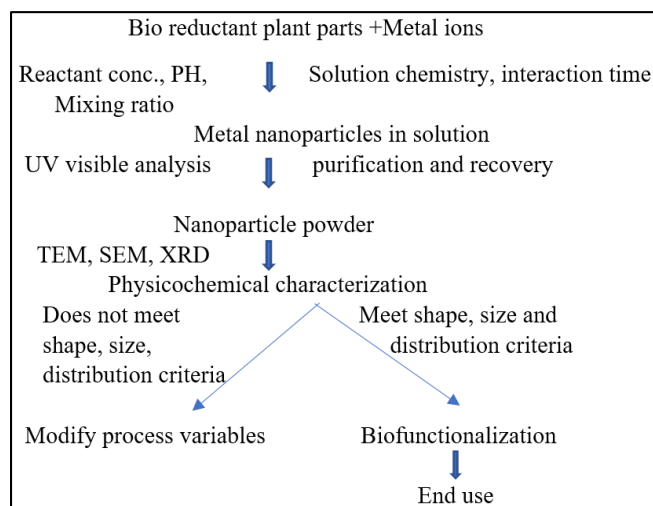 Bio reductant plant parts +Metal ions
Reactant conc., PH, Solution chemistry, interaction time
Mixing ratio
Metal nanoparticles in solution
UV visible analysis purification and recovery
Nanoparticle powder
TEM, SEM, XRD
Physicochemical characterization
Does not meet Meet shape, size and
shape, size, distribution criteria
distribution criteria
Modify process variables Biofunctionalization
End use